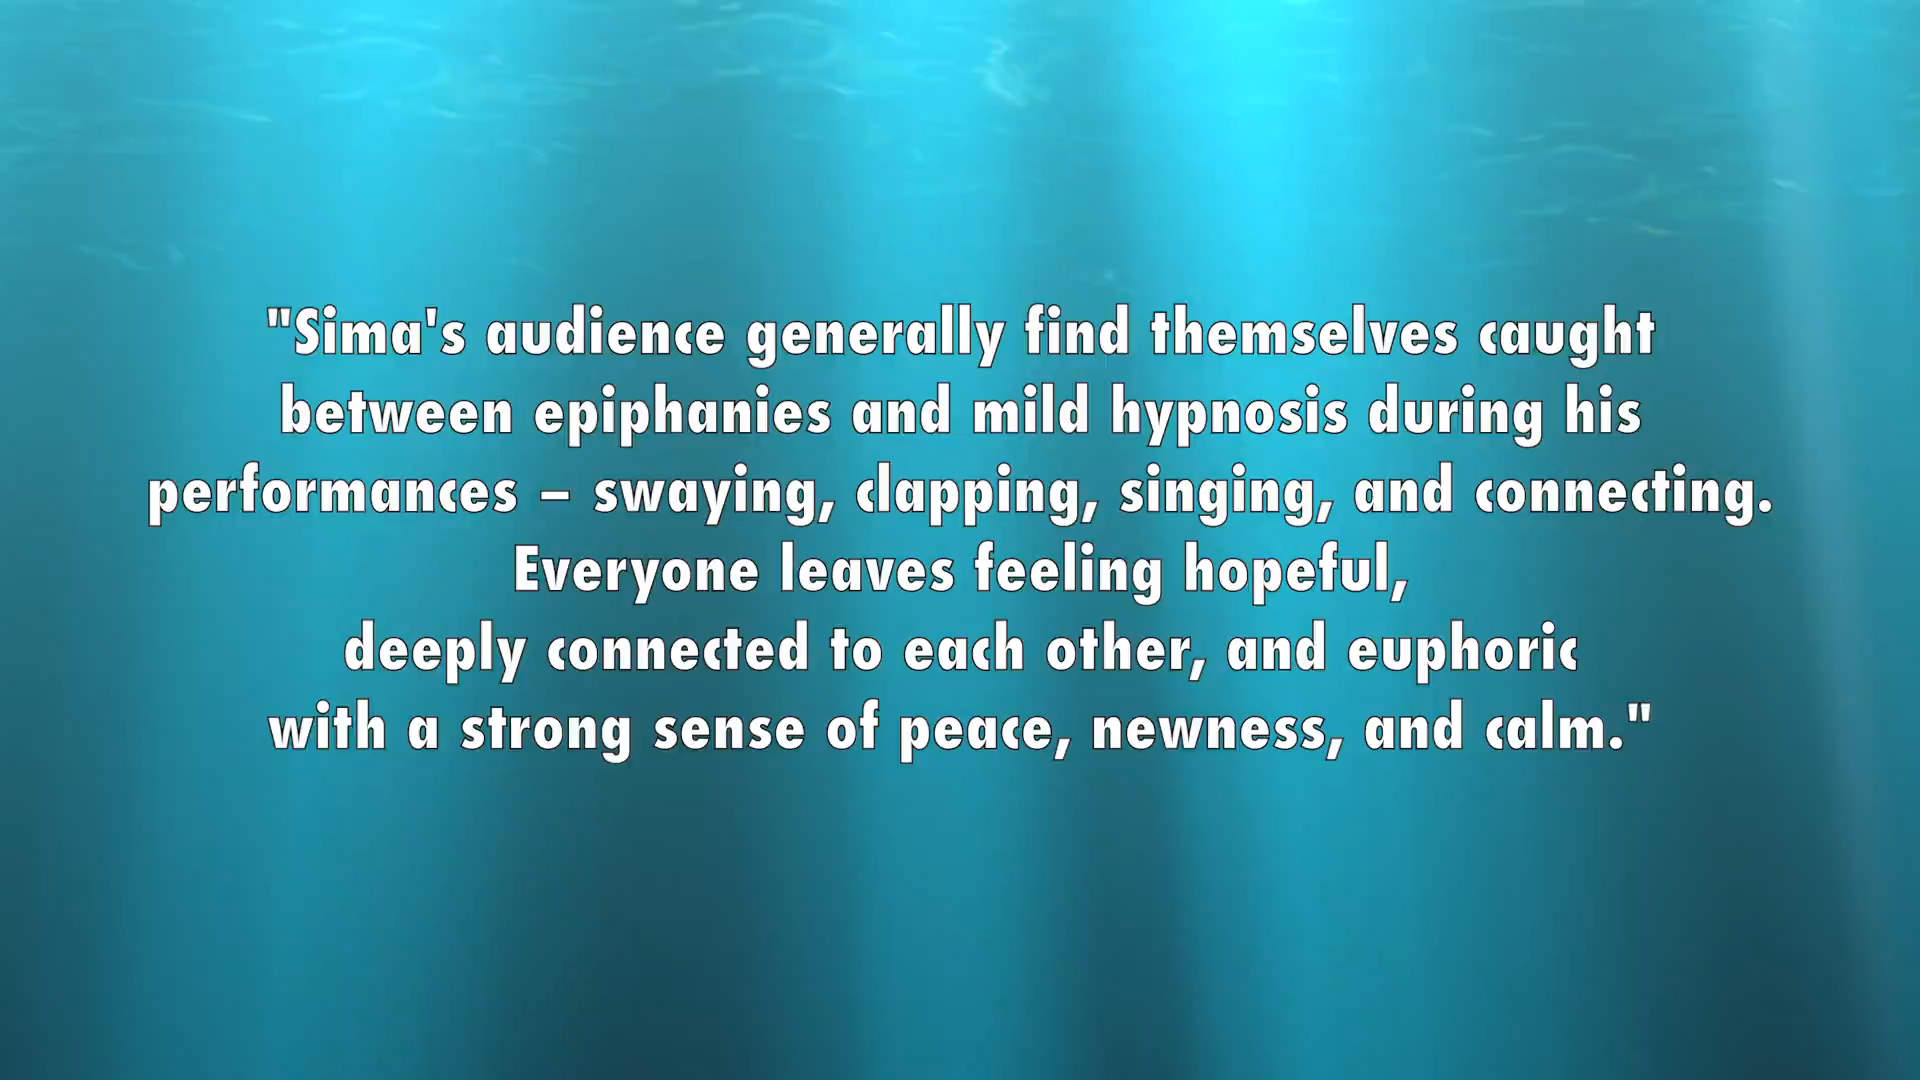 "Sima's audience generally find themselves caught
between epiphanies and mild hypnosis during his
performances – swaying, clapping, singing, and connecting.
Everyone leaves feeling hopeful,
deeply connected to each other, and euphoric
with a strong sense of peace, newness, and calm."